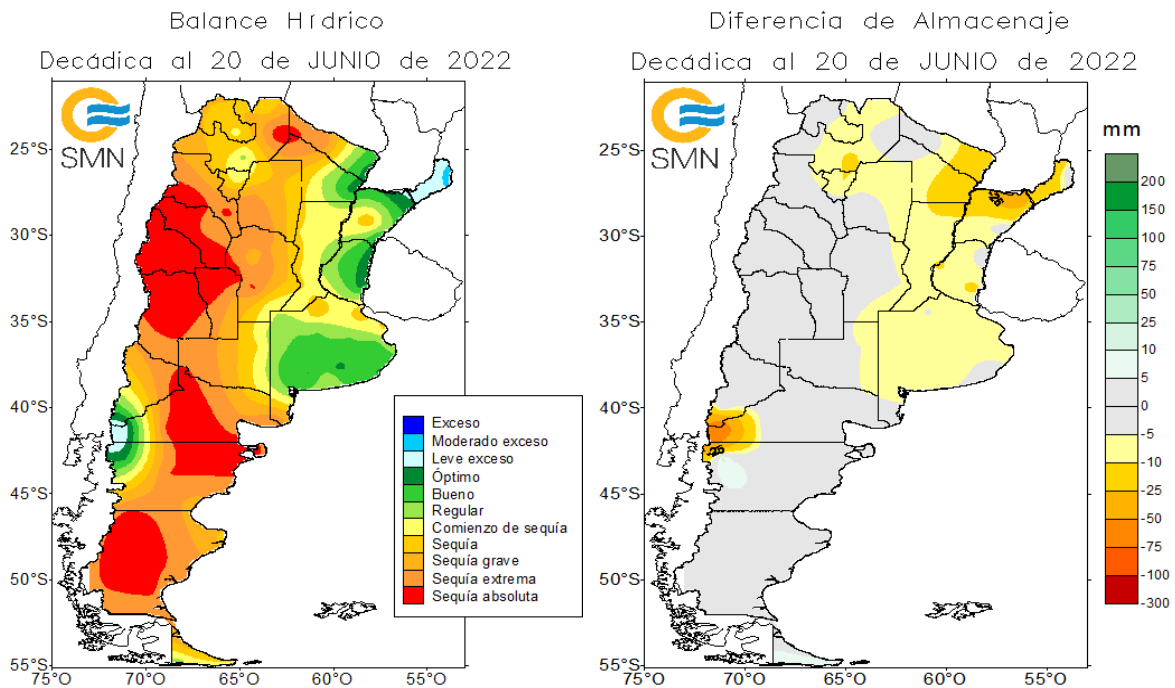 Balance Hídrico
Decádica al 20 de JUNIO de 2022
SMN
25°S
30°S
35°S
40°S
45°S
50°S
55°S
75°O
70°O
65°O
60°O
55°O
Exceso
Moderado exceso
Leve exceso
Óptimo
Bueno
Regular
Comienzo de sequía
Sequía
Sequía grave
Sequía extrema
Sequía absoluta
Diferencia de Almacenaje
Decádica al 20 de JUNIO de 2022
SMN
25°S
30°S
35°S
40°S
45°S
50°S
55°S
75°O
70°O
65°O
60°O
55°O
-25
mm
200
150
100
75
50
25
10
5
0
-5
-10
-25
-50
-75
-100
-300